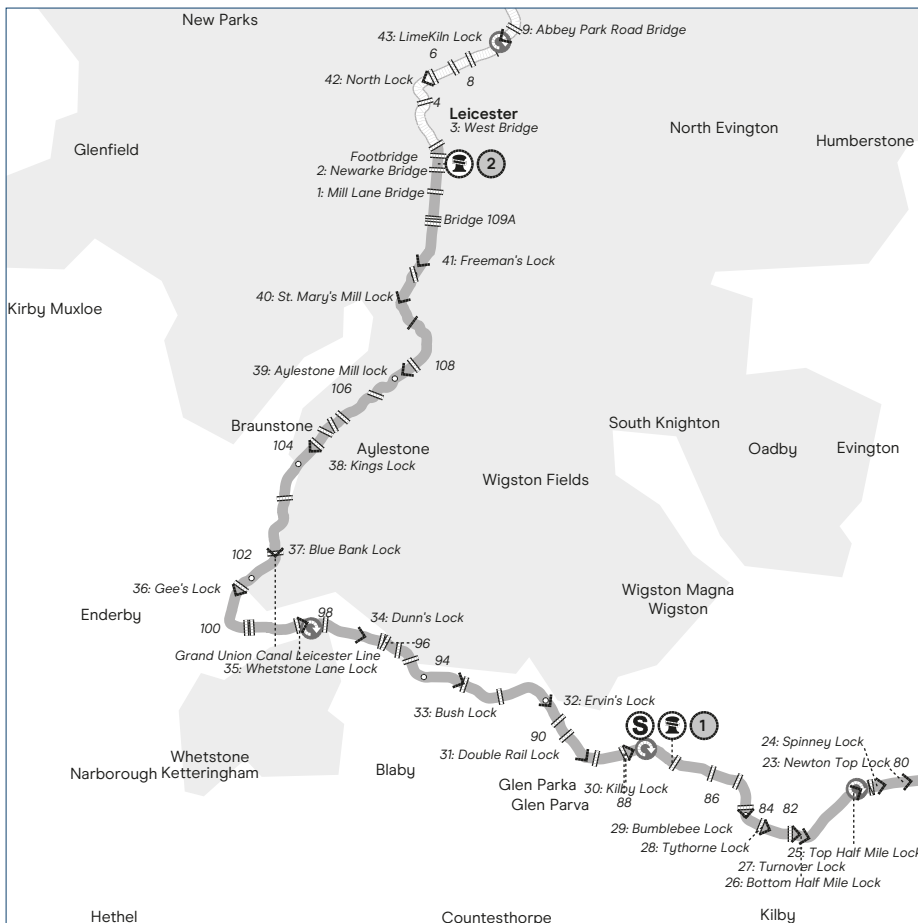 New Parks
43: LimeKiln Lock
9: Abbey Park Road Bridge
6
8
42: North Lock
4
Leicester
3: West Bridge
North Evington
Humberstone
Glenfield
Footbridge
2
2: Newarke Bridge
1: Mill Lane Bridge
Bridge 109A
41: Freeman's Lock
40: St. Mary's Mill Lock
Kirby Muxloe
39: Aylestone Mill lock
108
106
Braunstone
104
Aylestone
38: Kings Lock
South Knighton
Oadby
Evington
Wigston Fields
102
37: Blue Bank Lock
36: Gee's Lock
Wigston Magna
Wigston
Enderby
100
98
34: Dunn's Lock
96
Grand Union Canal Leicester Line
35: Whetstone Lane Lock
94
33: Bush Lock
32: Ervin's Lock
S
1
90
31: Double Rail Lock
24: Spinney Lock
23: Newton Top Lock 80
Whetstone
Narborough Ketteringham
Blaby
Glen Parka
Glen Parva
30: Kilby Lock
88
86
84
82
29: Bumblebee Lock
28: Tythorne Lock
25: Top Half Mile Lock
27: Turnover Lock
26: Bottom Half Mile Lock
Hethel
Countesthorpe
Kilby